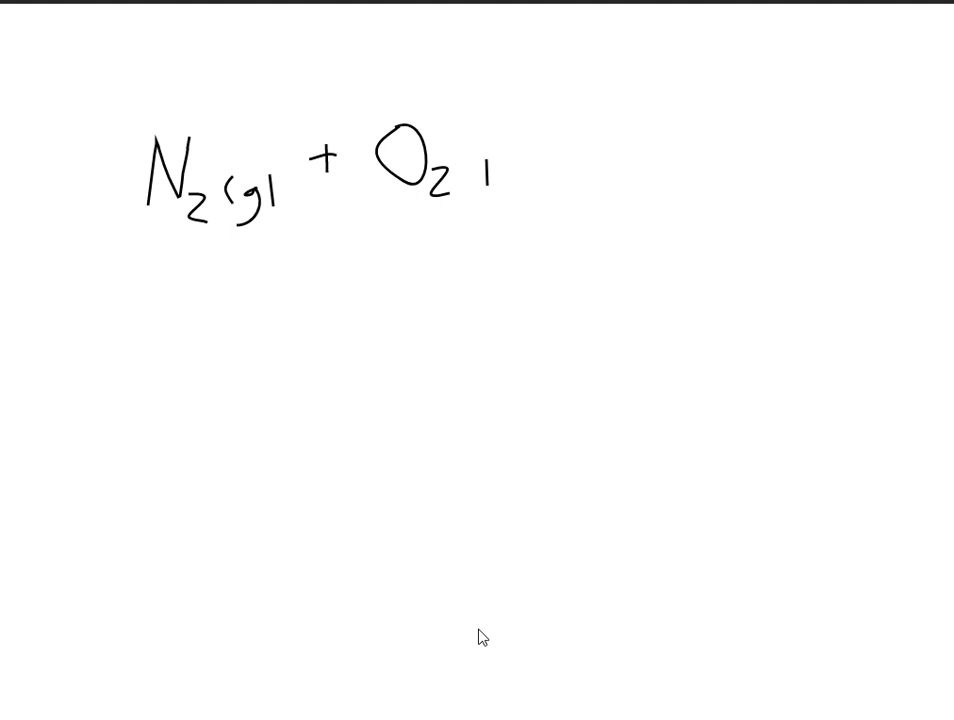 N₂(g) + O₂ |